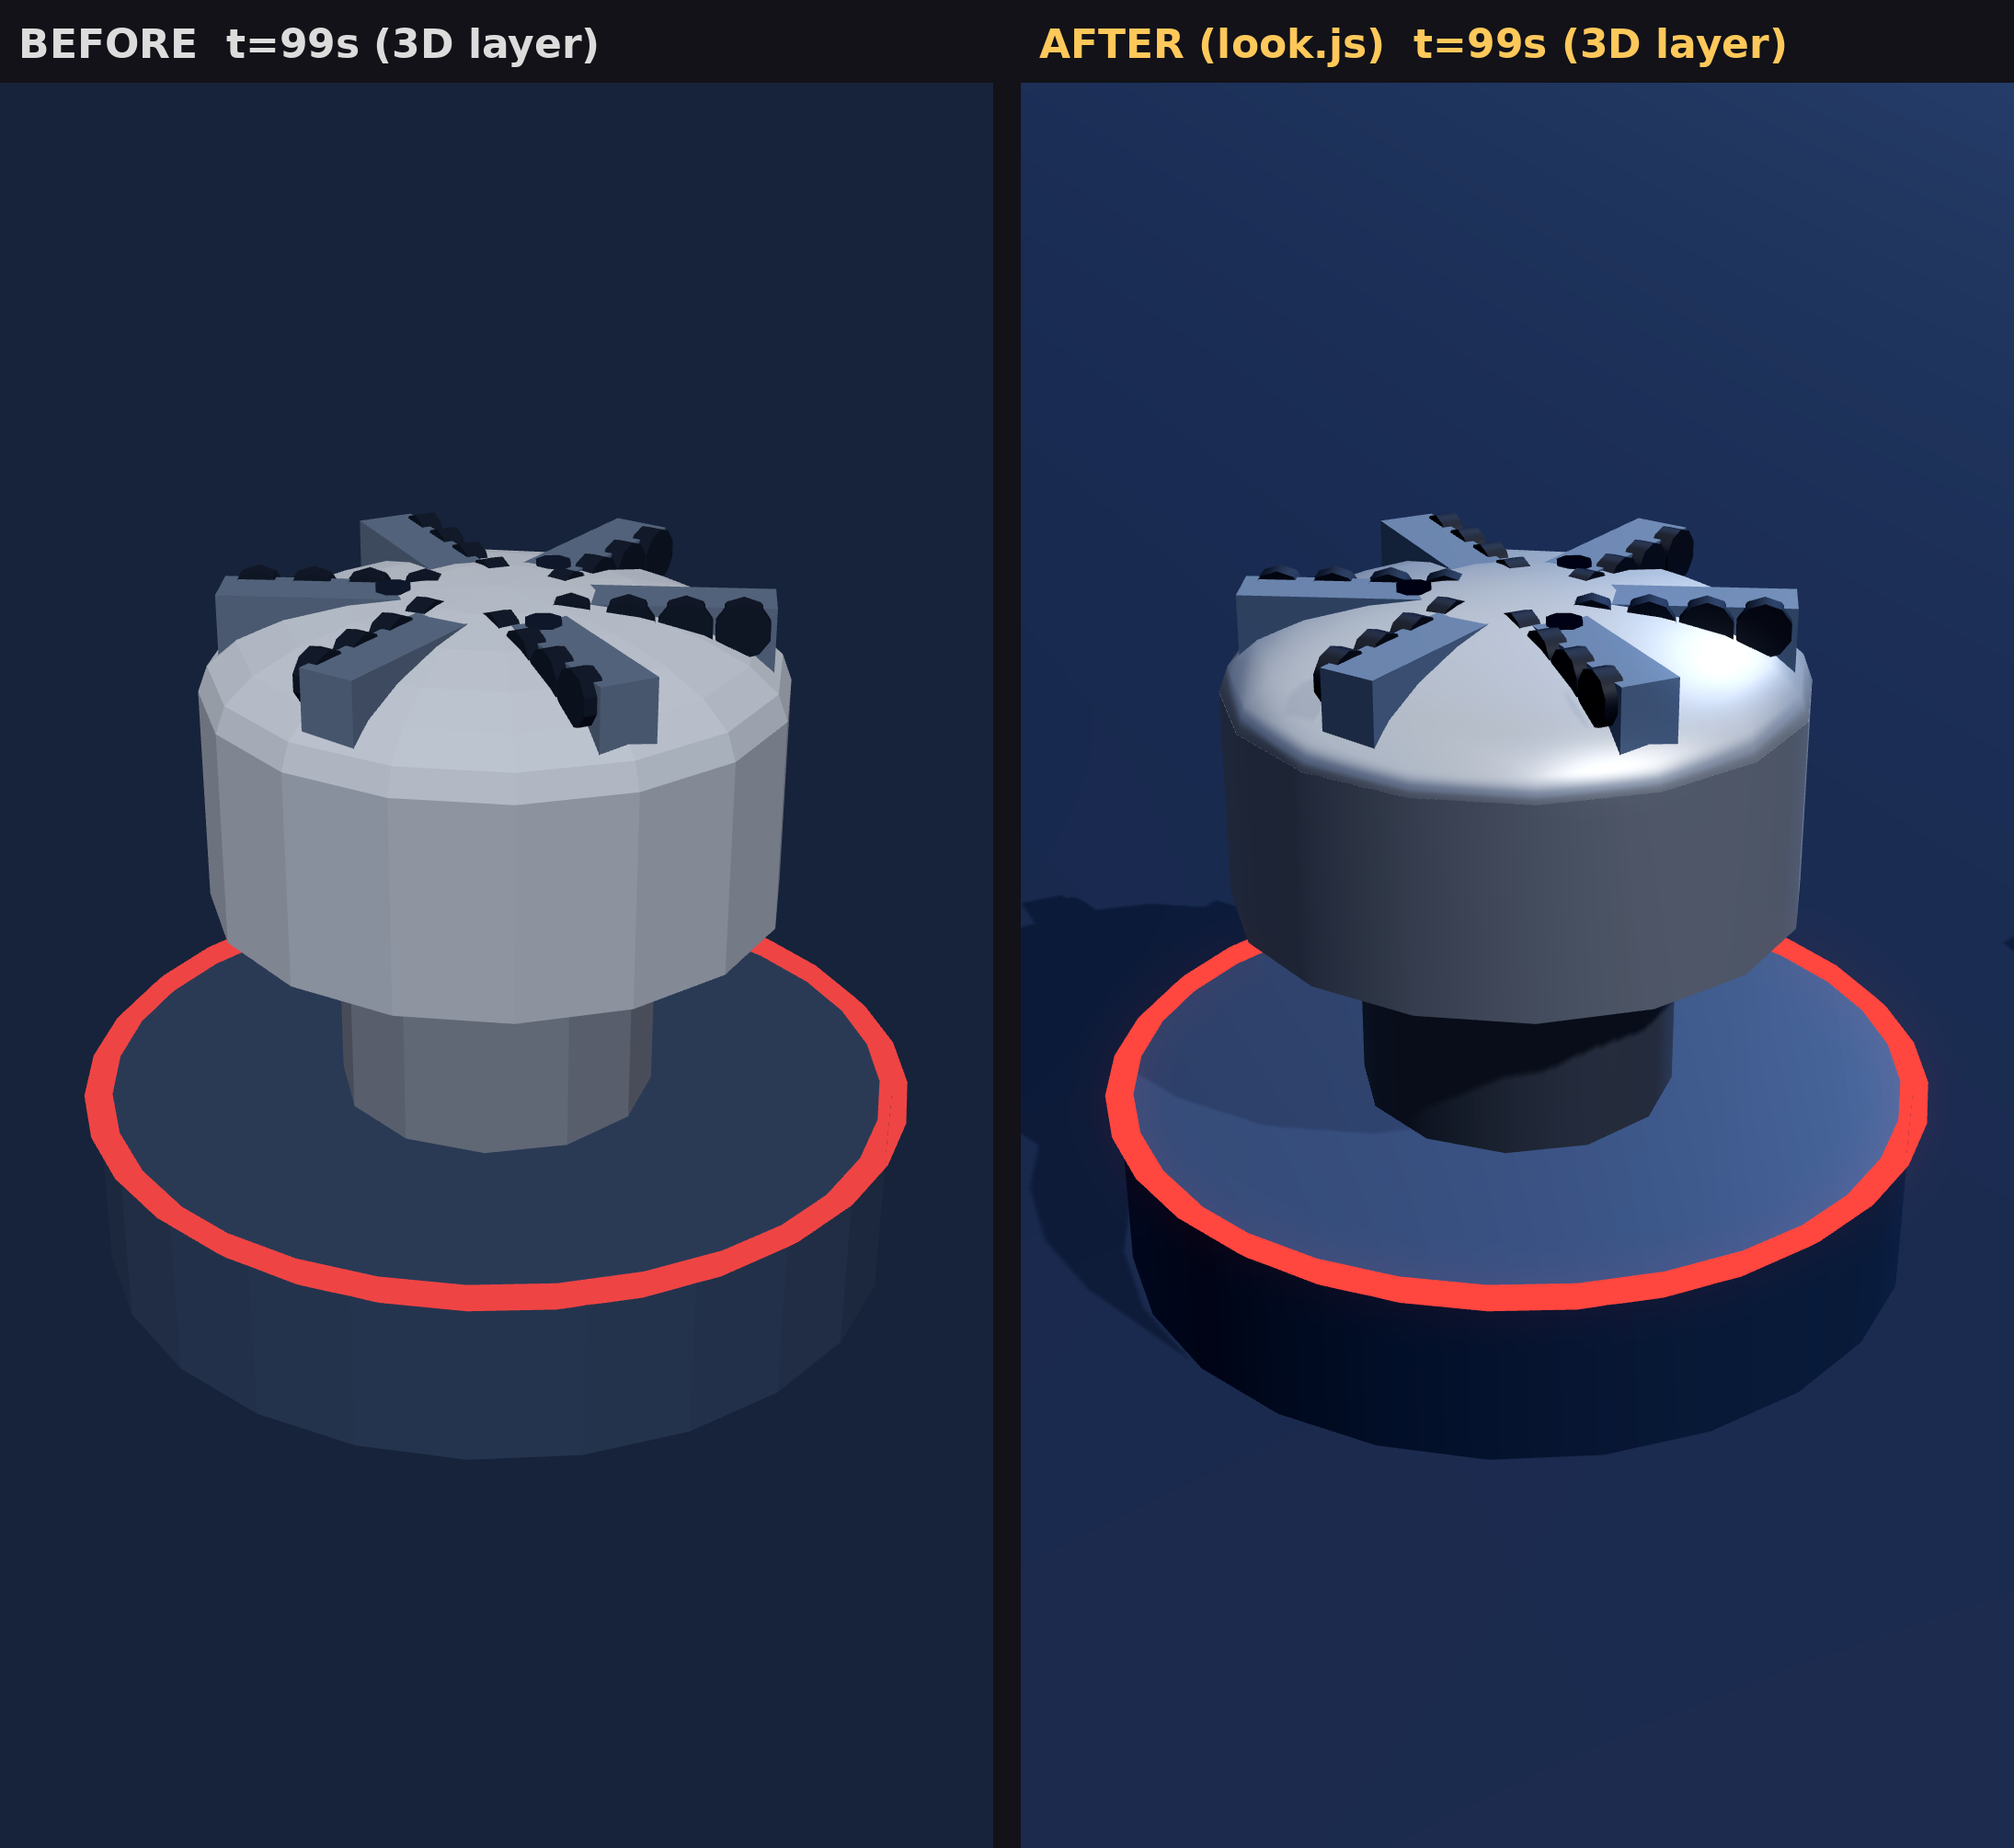 BEFORE t=99s (3D layer)
AFTER (look.js) t=99s (3D layer)